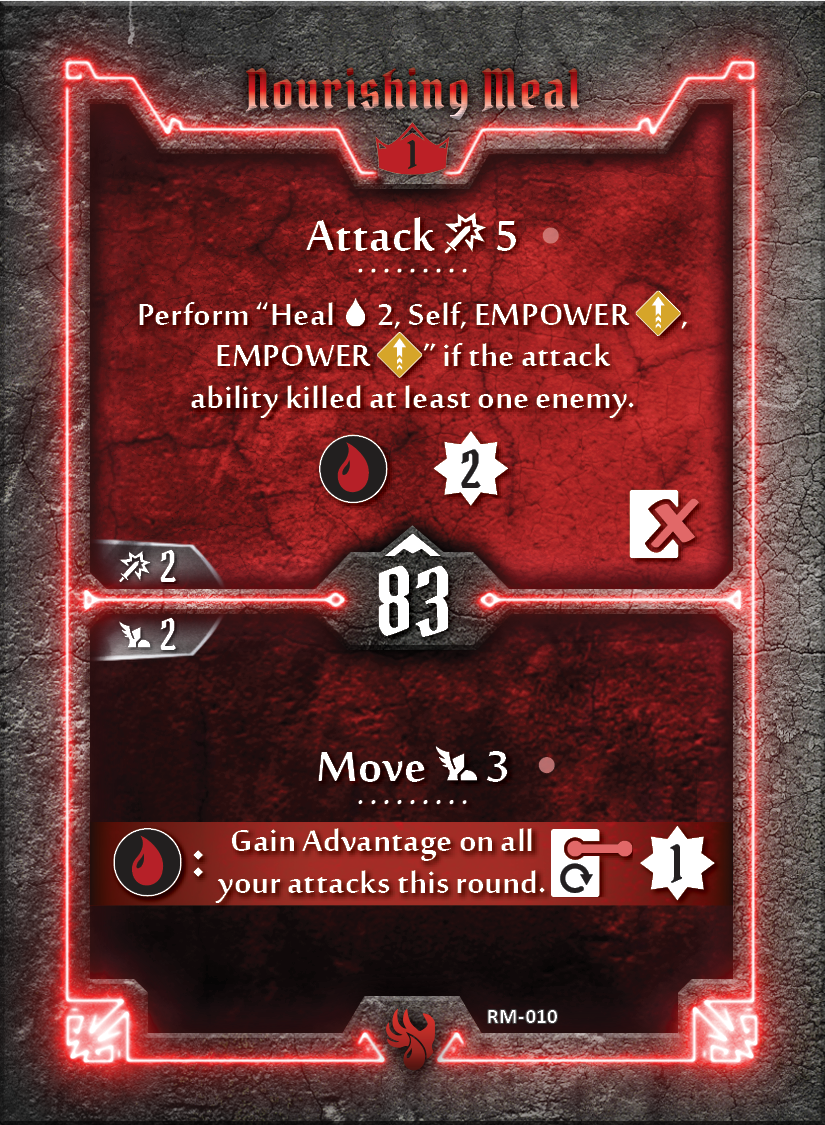 Nourishing Meal
1
Attack 5
Perform “Heal 2, Self, EMPOWER ,
EMPOWER ” if the attack
ability killed at least one enemy.
2
2
83
2
Move 3
: Gain Advantage on all
your attacks this round.
1
RM-010